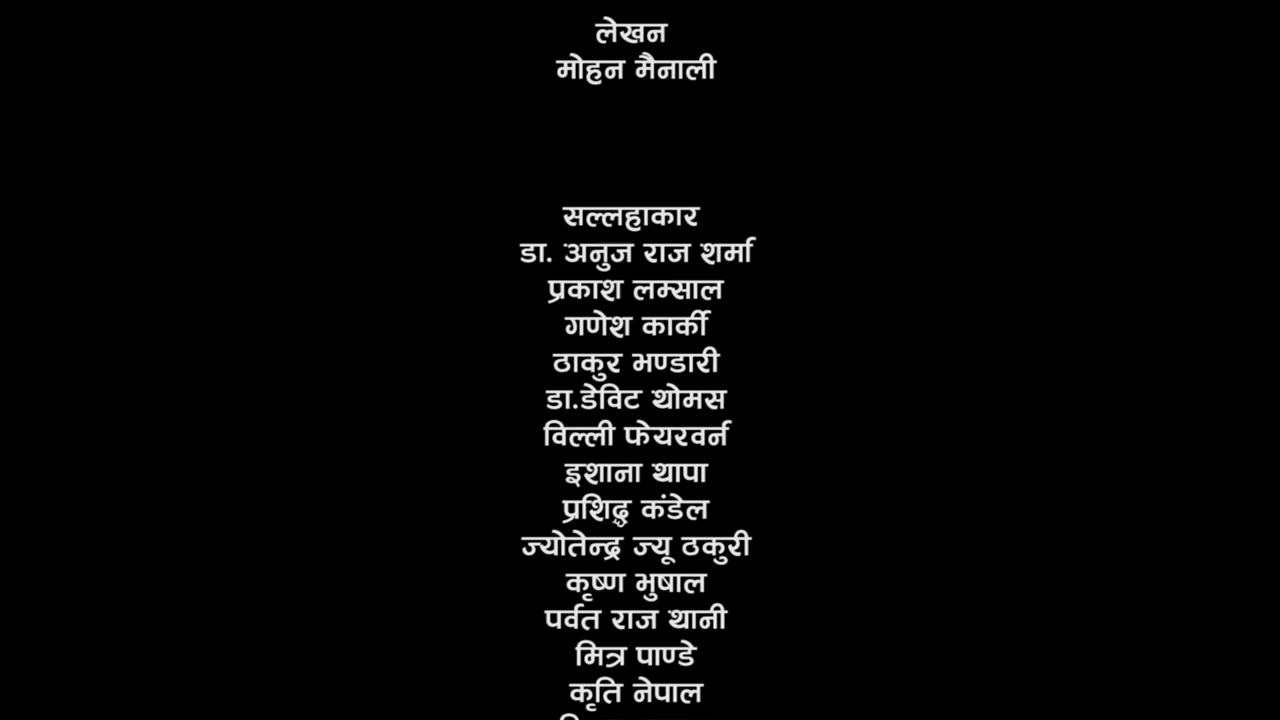 लेखन
मोहन मैनाली
सल्लहाकार
डा. अनुज राज शर्मा
प्रकाश लम्साल
गणेश कार्की
ठाकुर भण्डारी
डा.डेविट थोमस
विल्ली फेयरवर्न
इशाना थापा
प्रशिद्ध कंडेल
ज्योतेन्द्र ज्यू ठकुरी
कृष्ण भुषाल
पर्वत राज थानी
मित्र पाण्डे
कृति नेपाल